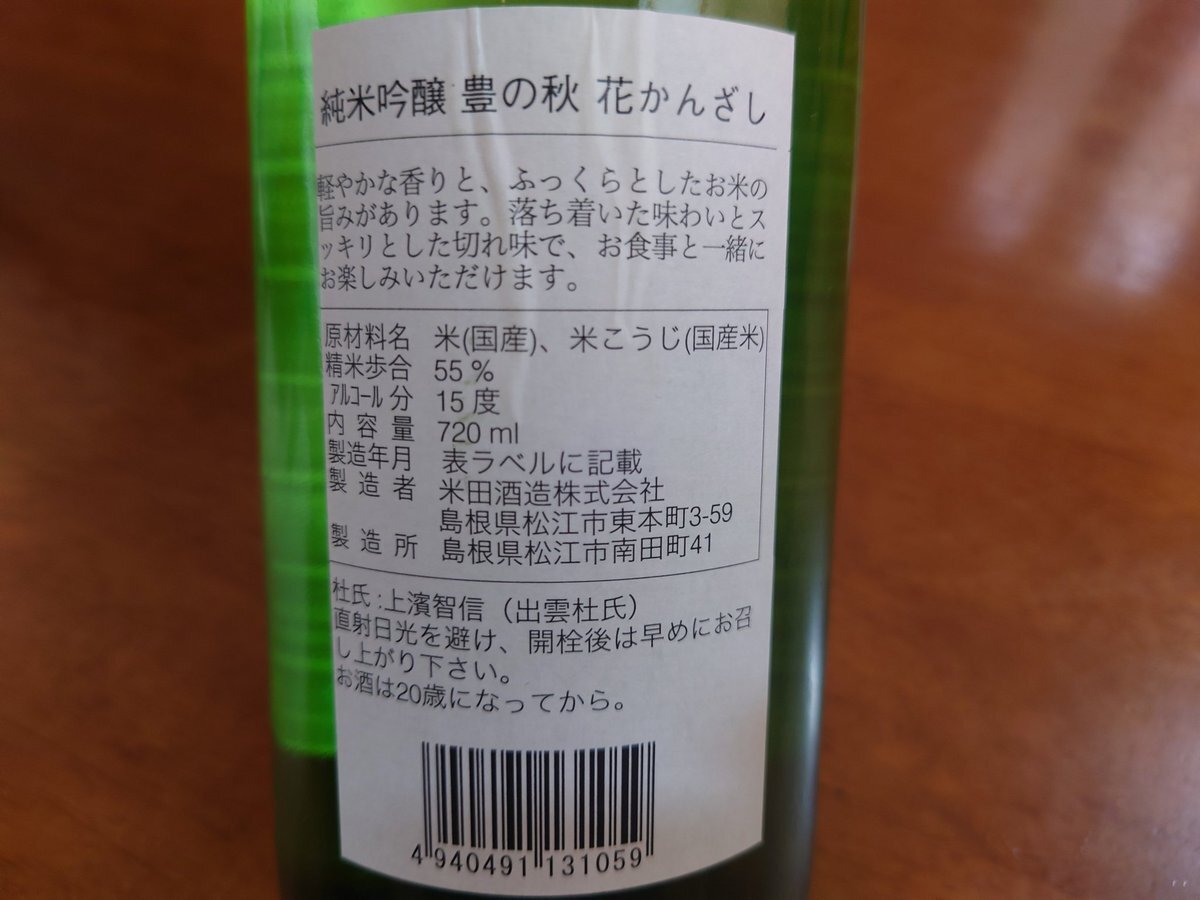 純米吟醸 豊の秋 花かんざし
軽やかな香りと、ふっくらとしたお米の
旨みがあります。落ち着いた味わいとス
ッキリとした切れ味で、お食事と一緒に
お楽しみいただけます。
原材料名 米(国産)、米こうじ(国産米)
精米歩合 55 %
アルコール分 15 度
内容量 720 ml
製造年月 表ラベルに記載
製造者 米田酒造株式会社
島根県松江市東本町3-59
製造所 島根県松江市南田町41
杜氏:上濱智信(出雲杜氏)
直射日光を避け、開栓後は早めにお召
し上がり下さい。
お酒は20歳になってから。
4 940491 131059